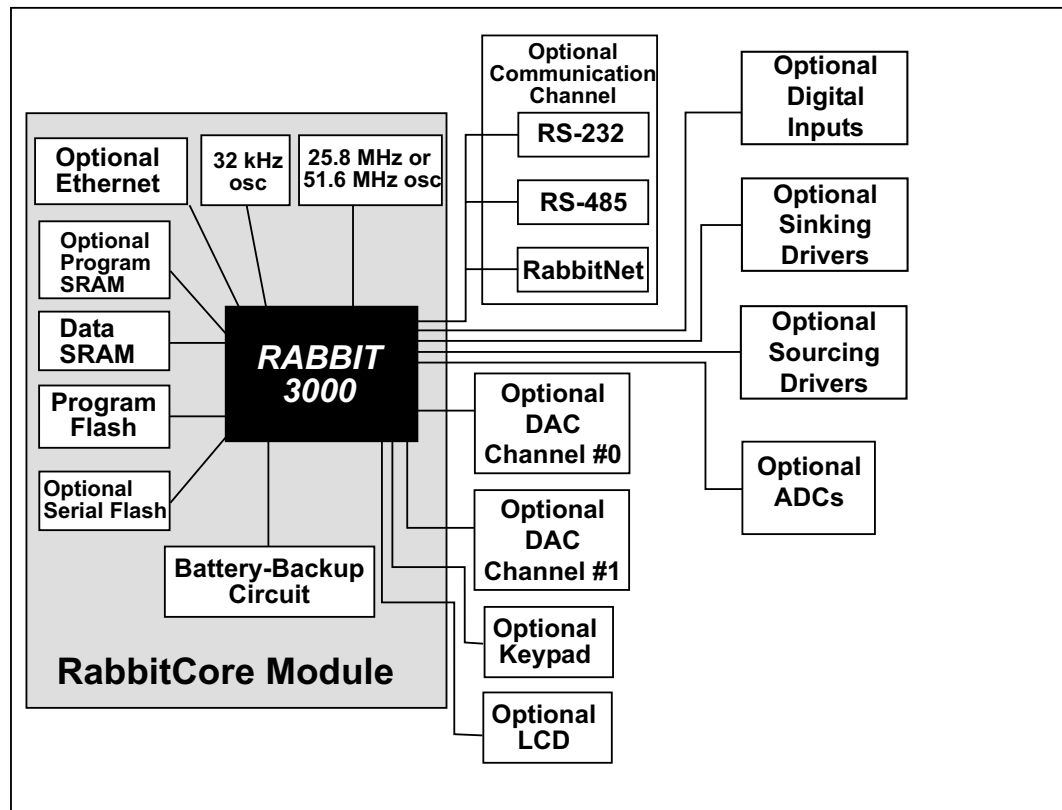 Optional
Communication
Channel
RS-232
RS-485
RabbitNet
Optional
Digital
Inputs
Optional
Sinking
Drivers
Optional
Sourcing
Drivers
Optional
ADCs
Optional
Ethernet
32 kHz
osc
25.8 MHz or
51.6 MHz osc
Optional
Program
SRAM
Data
SRAM
Program
Flash
Optional
Serial Flash
RABBIT
3000
Battery-Backup
Circuit
RabbitCore Module
Optional
DAC
Channel #0
Optional
DAC
Channel #1
Optional
Keypad
Optional
LCD